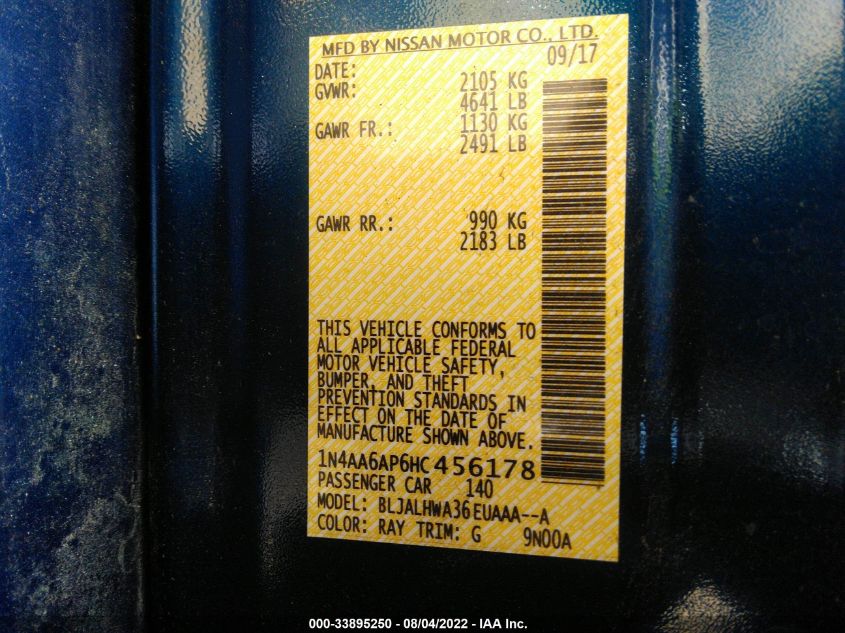 MFD BY NISSAN MOTOR CO., LTD.
DATE: 09/17
GVWR: 2105 KG
4641 LB
GAWR FR.: 1130 KG
2491 LB
GAWR RR.: 990 KG
2183 LB
THIS VEHICLE CONFORMS TO
ALL APPLICABLE FEDERAL
MOTOR VEHICLE SAFETY,
BUMPER, AND THEFT
PREVENTION STANDARDS IN
EFFECT ON THE DATE OF
MANUFACTURE SHOWN ABOVE.
1N4AA6AP6HC456178
PASSENGER CAR 140
MODEL: BLJALHWA36EUAAA--A
COLOR: RAY TRIM: G 9N00A
000-33895250 - 08/04/2022 - IAA Inc.